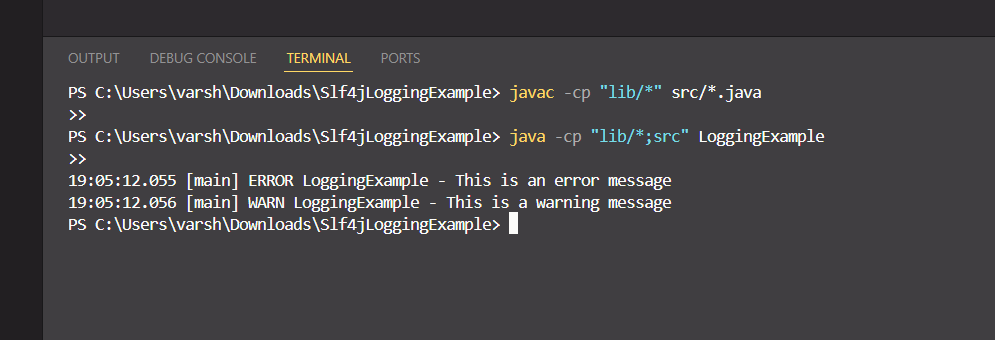 OUTPUT DEBUG CONSOLE TERMINAL PORTS
PS C:\Users\varsh\Downloads\Slf4jLoggingExample> javac -cp "lib/*" src/*.java
>>
PS C:\Users\varsh\Downloads\Slf4jLoggingExample> java -cp "lib/*;src" LoggingExample
>>
19:05:12.055 [main] ERROR LoggingExample - This is an error message
19:05:12.056 [main] WARN LoggingExample - This is a warning message
PS C:\Users\varsh\Downloads\Slf4jLoggingExample>